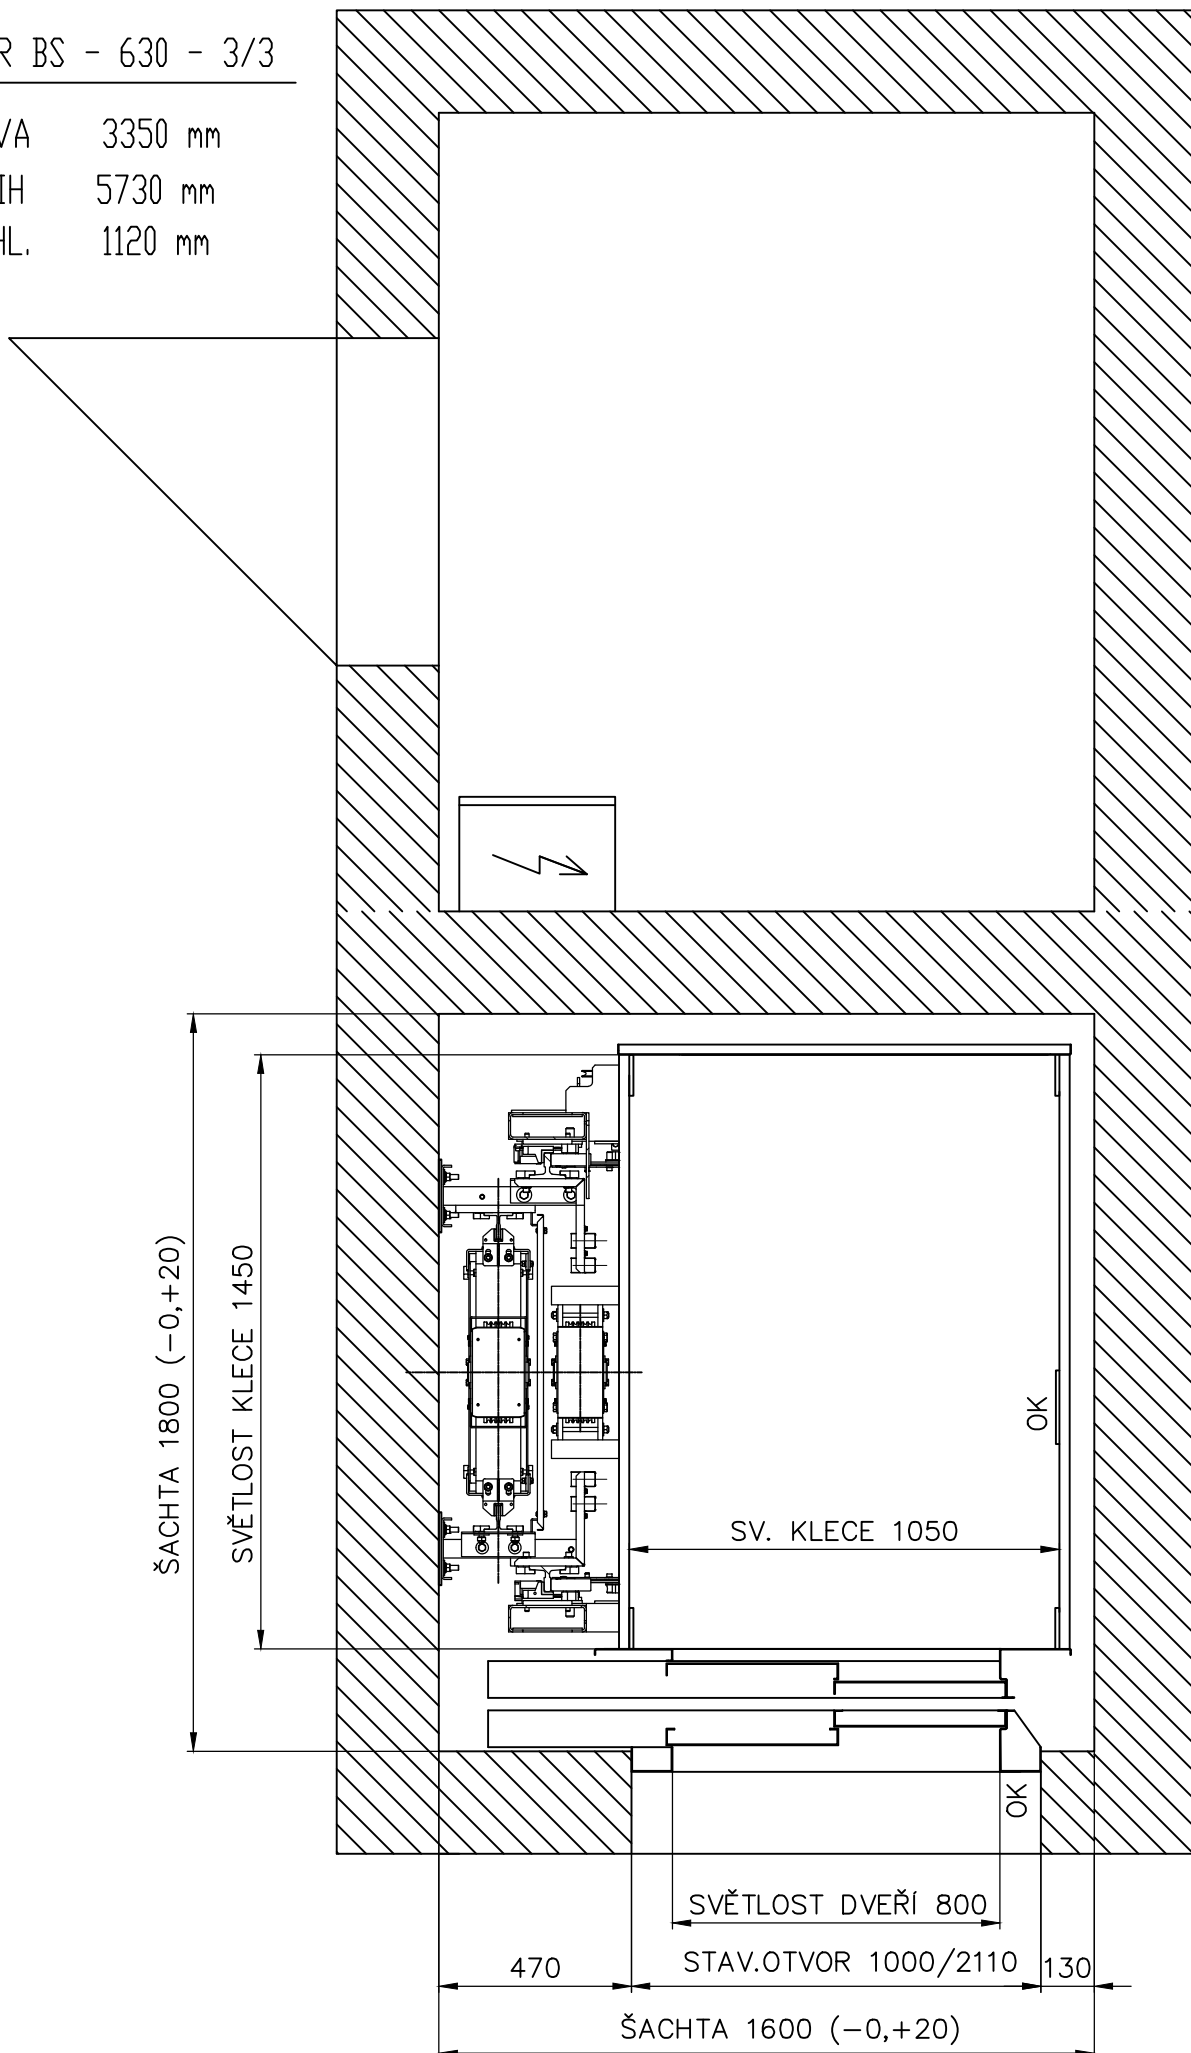 R BS - 630 - 3/3
VA 3350 mm
IH 5730 mm
HL. 1120 mm
ŠACHTA 1800 (-0,+20)
SVĚTLOST KLECE 1450
OK
SV. KLECE 1050
OK
SVĚTLOST DVEŘÍ 800
470
STAV.OTVOR 1000/2110
130
ŠACHTA 1600 (-0,+20)